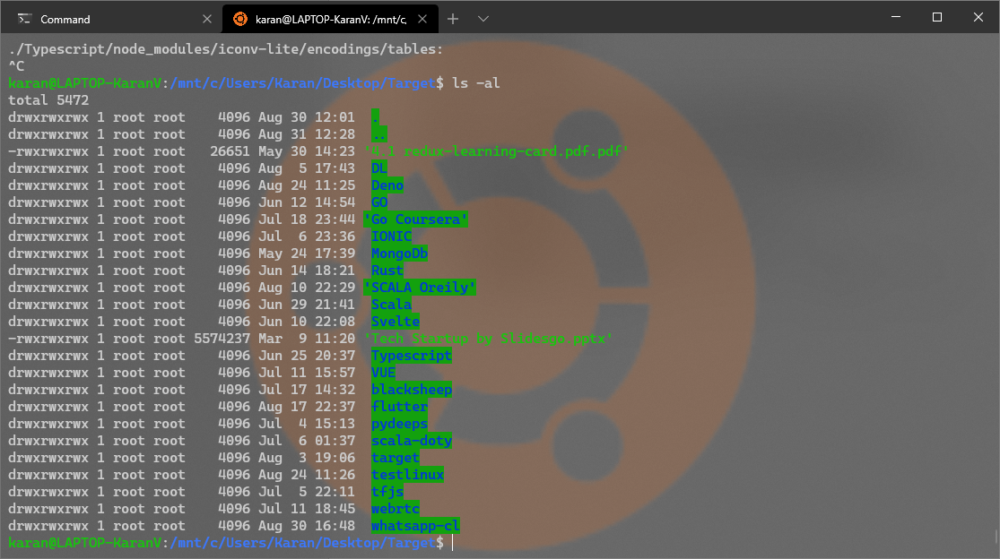 Command
karan@LAPTOP-KaranV: /mnt/c,
./Typescript/node_modules/iconv-lite/encodings/tables:
^C
karan@LAPTOP-KaranV:/mnt/c/Users/Karan/Desktop/Target$ ls -al
total 5472
drwxrwxrwx 1 root root    4096 Aug 30 12:01  .
drwxrwxrwx 1 root root    4096 Aug 31 12:28  ..
-rwxrwxrwx 1 root root   26651 May 30 14:23 '4.1 redux-learning-card.pdf.pdf'
drwxrwxrwx 1 root root    4096 Aug  5 17:43  DL
drwxrwxrwx 1 root root    4096 Aug 24 11:25  Deno
drwxrwxrwx 1 root root    4096 Jun 12 14:54  GO
drwxrwxrwx 1 root root    4096 Jul 18 23:44 'Go Coursera'
drwxrwxrwx 1 root root    4096 Jul  6 23:36  IONIC
drwxrwxrwx 1 root root    4096 May 24 17:39  MongoDb
drwxrwxrwx 1 root root    4096 Jun 14 18:21  Rust
drwxrwxrwx 1 root root    4096 Aug 10 22:29 'SCALA Oreily'
drwxrwxrwx 1 root root    4096 Jun 29 21:41  Scala
drwxrwxrwx 1 root root    4096 Jun 10 22:08  Svelte
-rwxrwxrwx 1 root root 5574237 Mar  9 11:20 'Tech Startup by Slidesgo.pptx'
drwxrwxrwx 1 root root    4096 Jun 25 20:37  Typescript
drwxrwxrwx 1 root root    4096 Jul 11 15:57  VUE
drwxrwxrwx 1 root root    4096 Jul 17 14:32  blacksheep
drwxrwxrwx 1 root root    4096 Aug 17 22:37  flutter
drwxrwxrwx 1 root root    4096 Jul  4 15:13  pydeeps
drwxrwxrwx 1 root root    4096 Jul  6 01:37  scala-doty
drwxrwxrwx 1 root root    4096 Aug  3 19:06  target
drwxrwxrwx 1 root root    4096 Aug 24 11:26  testlinux
drwxrwxrwx 1 root root    4096 Jul  5 22:11  tfjs
drwxrwxrwx 1 root root    4096 Jul 11 18:45  webrtc
drwxrwxrwx 1 root root    4096 Aug 30 16:48  whatsapp-cl
karan@LAPTOP-KaranV:/mnt/c/Users/Karan/Desktop/Target$